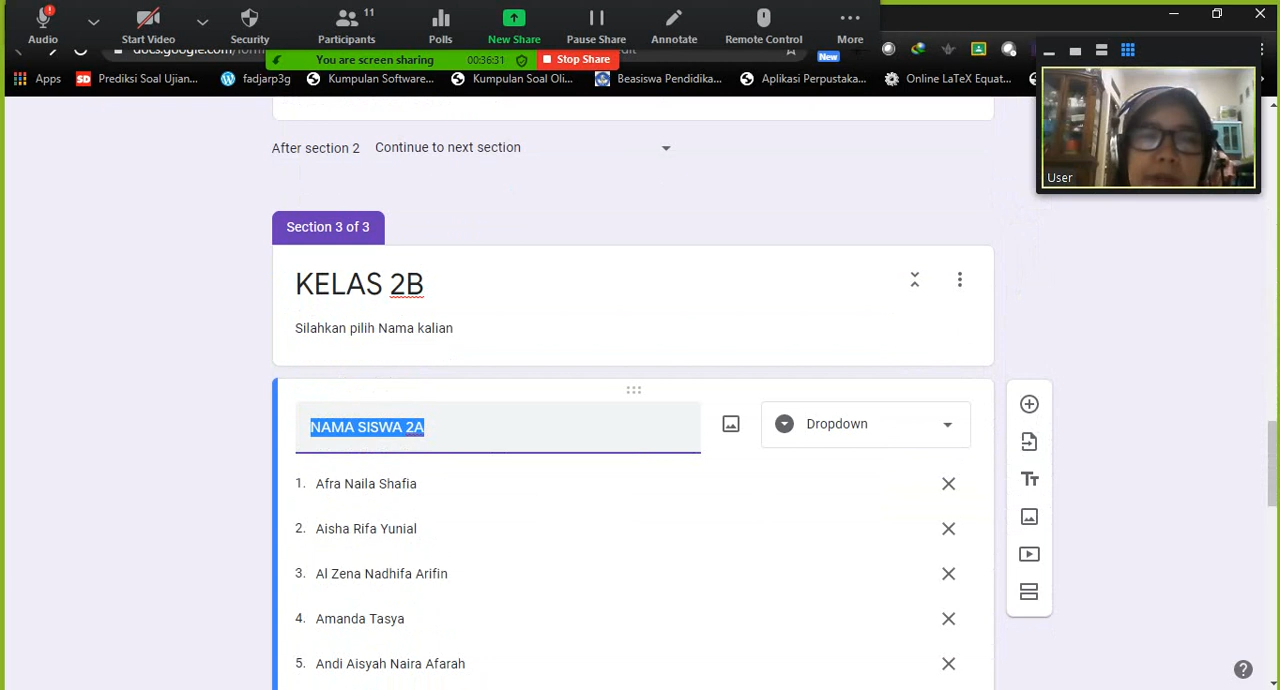 11
Audio Start Video Security Participants Polls New Share Pause Share Annotate Remote Control More
You are screen sharing 00:36:31 Stop Share
New
Apps Prediksi Soal Ujian... fadjarp3g Kumpulan Software... Kumpulan Soal Oli... Beasiswa Pendidika... Aplikasi Perpustaka... Online LaTeX Equat...
User
After section 2 Continue to next section
Section 3 of 3
KELAS 2B
Silahkan pilih Nama kalian
NAMA SISWA 2A
Dropdown
1. Afra Naila Shafia
2. Aisha Rifa Yunial
3. Al Zena Nadhifa Arifin
4. Amanda Tasya
5. Andi Aisyah Naira Afarah